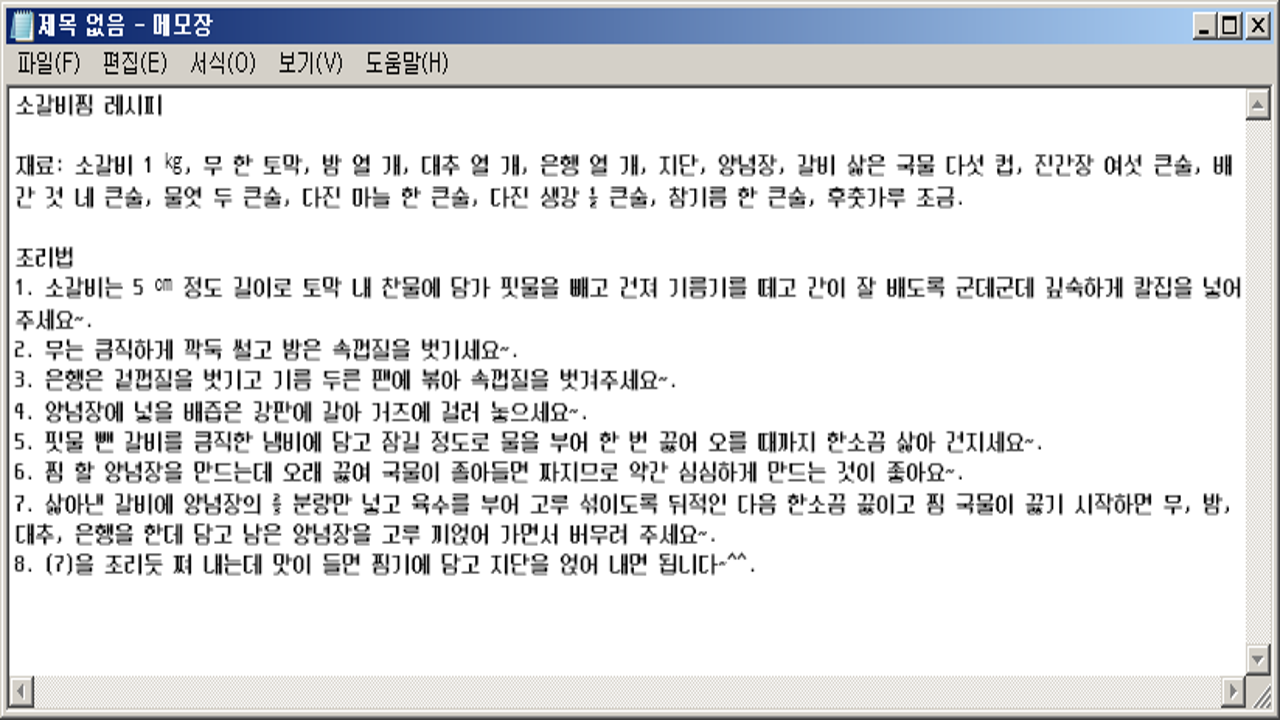 제목 없음 - 메모장
파일(F) 편집(E) 서식(O) 보기(V) 도움말(H)
소갈비찜 레시피
재료: 소갈비 1 ㎏, 무 한 토막, 밤 열 개, 대추 열 개, 은행 열 개, 지단, 양념장, 갈비 삶은 국물 다섯 컵, 진간장 여섯 큰술, 배
간 것 네 큰술, 물엿 두 큰술, 다진 마늘 한 큰술, 다진 생강 ½ 큰술, 참기름 한 큰술, 후춧가루 조금.
조리법
1. 소갈비는 5 ㎝ 정도 길이로 토막 내 찬물에 담가 핏물을 빼고 건져 기름기를 떼고 간이 잘 배도록 군데군데 깊숙하게 칼집을 넣어
주세요~.
2. 무는 큼직하게 깍둑 썰고 밤은 속껍질을 벗기세요~.
3. 은행은 겉껍질을 벗기고 기름 두른 팬에 볶아 속껍질을 벗겨주세요~.
4. 양념장에 넣을 배즙은 강판에 갈아 거즈에 걸러 놓으세요~.
5. 핏물 뺀 갈비를 큼직한 냄비에 담고 잠길 정도로 물을 부어 한 번 끓어 오를 때까지 한소끔 삶아 건지세요~.
6. 찜 할 양념장을 만드는데 오래 끓여 국물이 졸아들면 짜지므로 약간 심심하게 만드는 것이 좋아요~.
7. 삶아낸 갈비에 양념장의 분량만 넣고 육수를 부어 고루 섞이도록 뒤적인 다음 한소끔 끓이고 찜 국물이 끓기 시작하면 무, 밤,
대추, 은행을 한데 담고 남은 양념장을 고루 끼얹어 가면서 버무려 주세요~.
8. (?)을 조리듯 쪄 내는데 맛이 들면 찜기에 담고 지단을 얹어 내면 됩니다~^^.